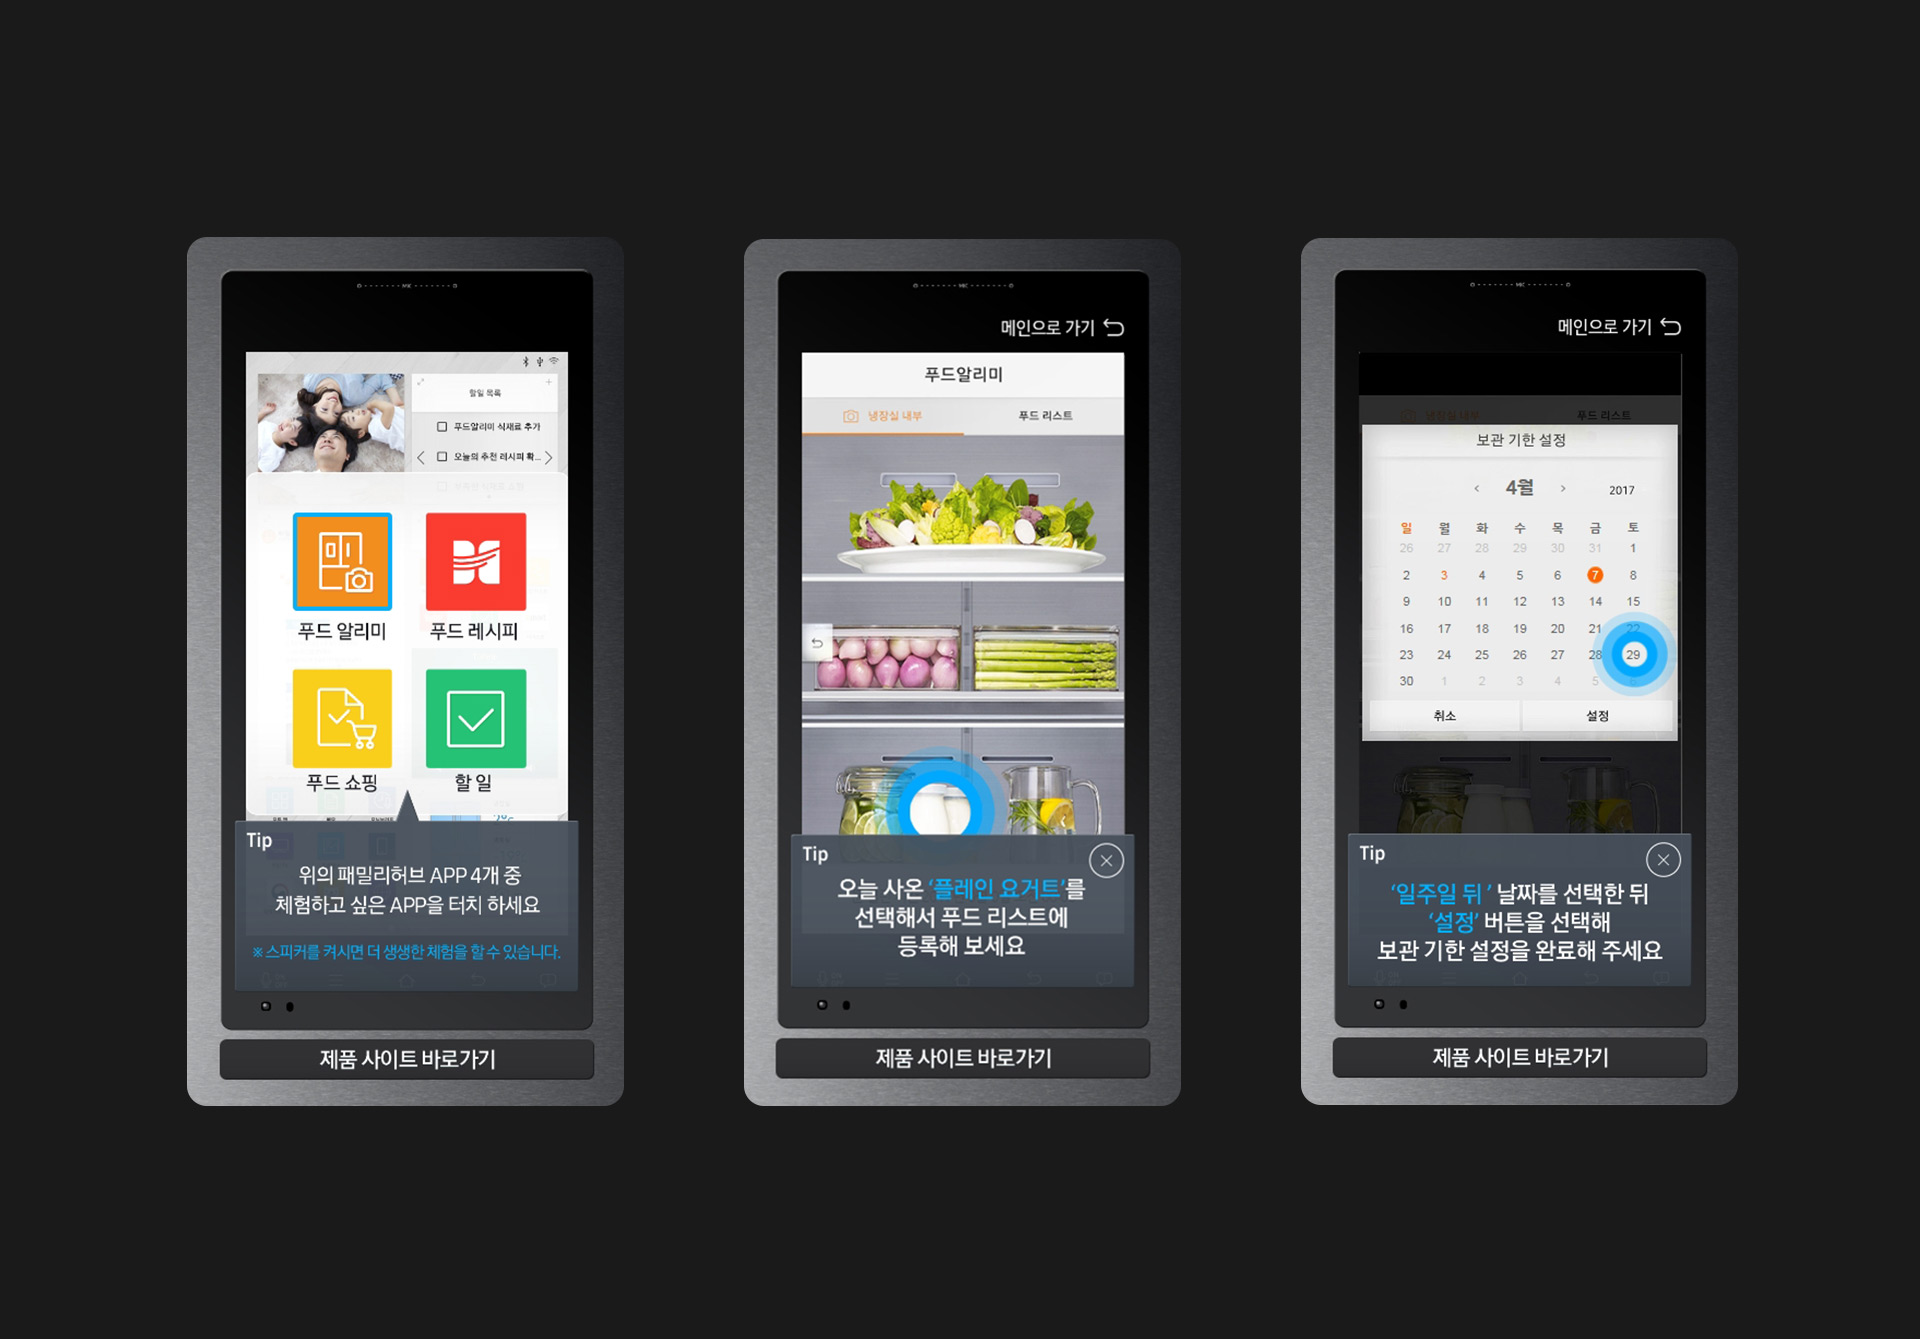 MIC
할일 목록
푸드알리미 식재료 추가
오늘의 추천 레시피 확...
푸드 알리미
푸드 레시피
푸드 쇼핑
할 일
Tip
위의 패밀리허브 APP 4개 중
체험하고 싶은 APP을 터치 하세요
※ 스피커를 켜시면 더 생생한 체험을 할 수 있습니다.
제품 사이트 바로가기
MIC
메인으로 가기
푸드알리미
냉장실 내부
푸드 리스트
Tip
오늘 사온 ‘플레인 요거트’를
선택해서 푸드 리스트에
등록해 보세요
제품 사이트 바로가기
MIC
메인으로 가기
냉장실 내부
푸드 리스트
보관 기한 설정
< 4월 > 2017
일 월 화 수 목 금 토
26 27 28 29 30 31 1
2 3 4 5 6 7 8
9 10 11 12 13 14 15
16 17 18 19 20 21 22
23 24 25 26 27 28 29
30 1 2 3 4 5
취소
설정
Tip
‘일주일 뒤 ’ 날짜를 선택한 뒤
‘설정’ 버튼을 선택해
보관 기한 설정을 완료해 주세요
제품 사이트 바로가기